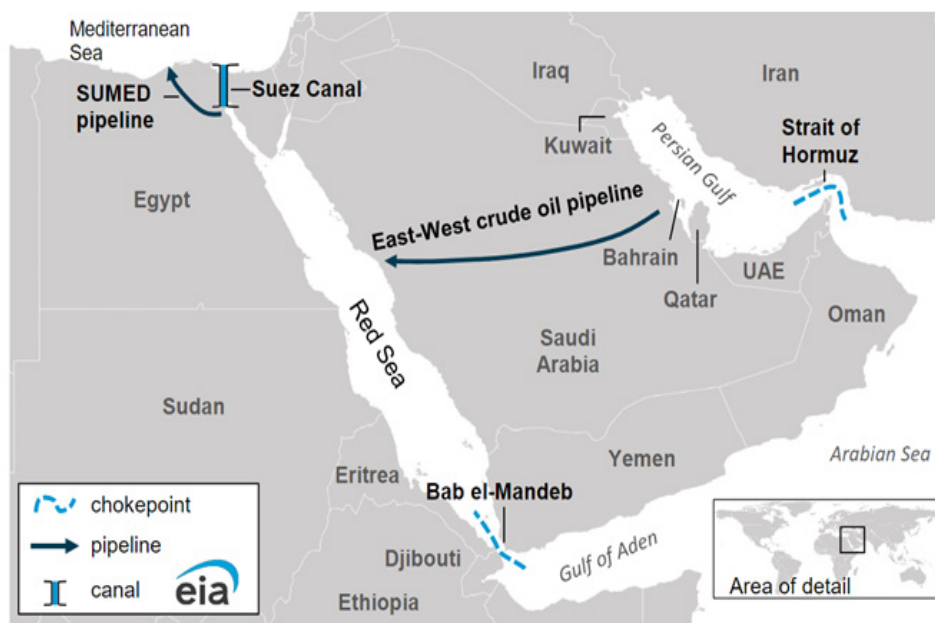 Mediterranean
Sea
SUMED
pipeline
Suez Canal
Iraq
Iran
Kuwait
Persian Gulf
Strait of
Hormuz
Egypt
East-West crude oil pipeline
Bahrain
UAE
Qatar
Oman
Red Sea
Saudi
Arabia
Sudan
Yemen
Arabian Sea
Eritrea
Bab el-Mandeb
Djibouti
Gulf of Aden
Ethiopia
chokepoint
pipeline
canal
eia
Area of detail